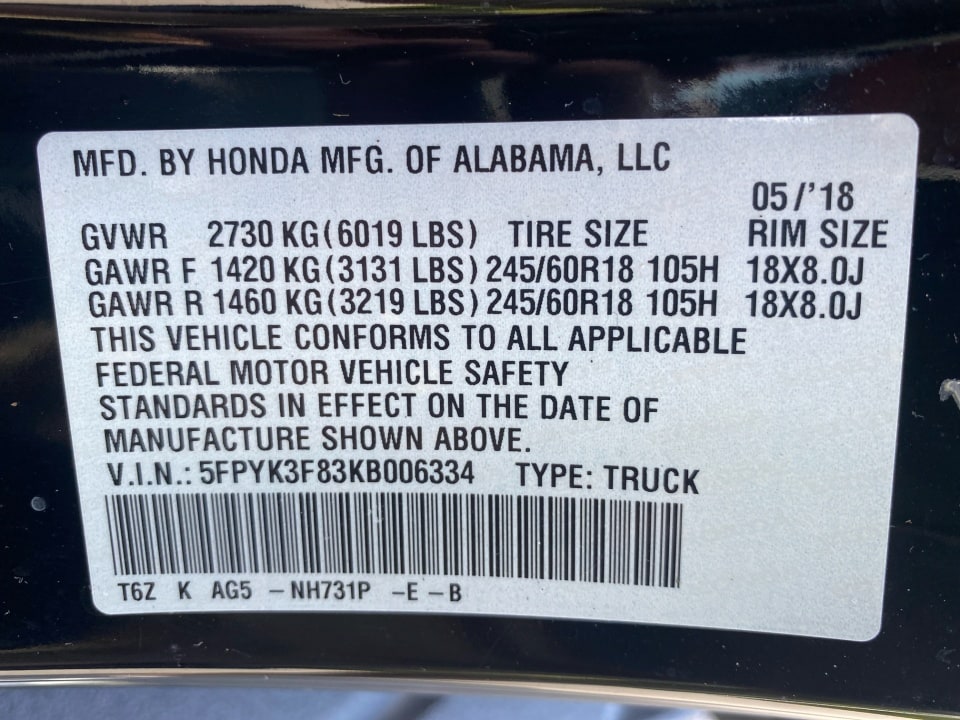 MFD. BY HONDA MFG. OF ALABAMA, LLC
05/'18
GVWR 2730 KG(6019 LBS) TIRE SIZE RIM SIZE
GAWR F 1420 KG(3131 LBS) 245/60R18 105H 18X8.0J
GAWR R 1460 KG(3219 LBS) 245/60R18 105H 18X8.0J
THIS VEHICLE CONFORMS TO ALL APPLICABLE
FEDERAL MOTOR VEHICLE SAFETY
STANDARDS IN EFFECT ON THE DATE OF
MANUFACTURE SHOWN ABOVE.
V.I.N.: 5FPYK3F83KB006334 TYPE: TRUCK
T6Z K AG5 -NH731P -E-B